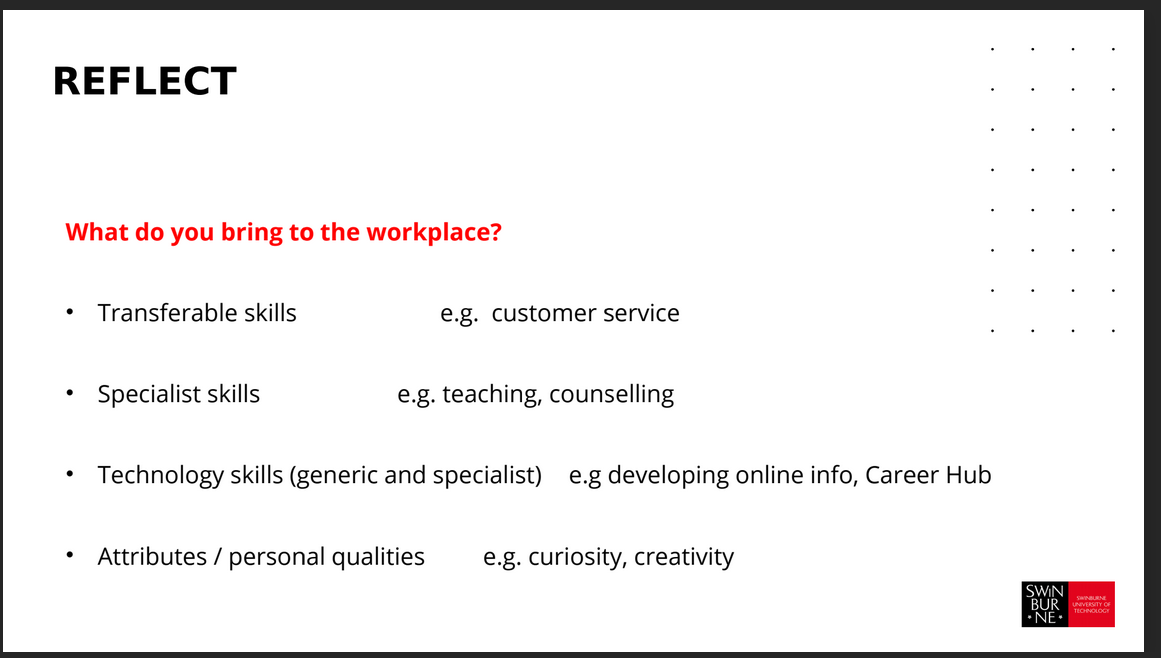 REFLECT
What do you bring to the workplace?
• Transferable skills e.g. customer service
• Specialist skills e.g. teaching, counselling
• Technology skills (generic and specialist) e.g developing online info, Career Hub
• Attributes / personal qualities e.g. curiosity, creativity
SWIN
BUR
* NE *
SWINBURNE
UNIVERSITY OF
TECHNOLOGY